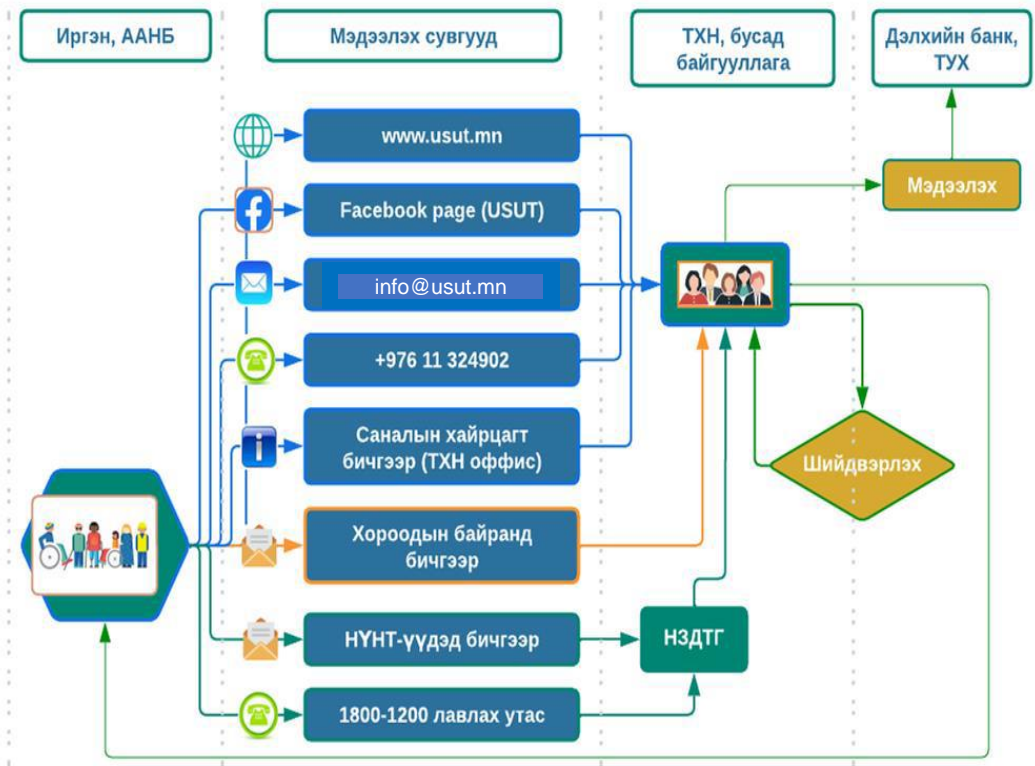 Иргэн, ААНБ
Мэдээлэх сувгууд
ТХН, бусад
байгууллага
Дэлхийн банк,
ТУХ
www.usut.mn
Facebook page (USUT)
info@usut.mn
+976 11 324902
Саналын хайрцагт
бичгээр (ТХН оффис)
Хороодын байранд
бичгээр
НҮНТ-үүдэд бичгээр
1800-1200 лавлах утас
НЗДТГ
Мэдээлэх
Шийдвэрлэх